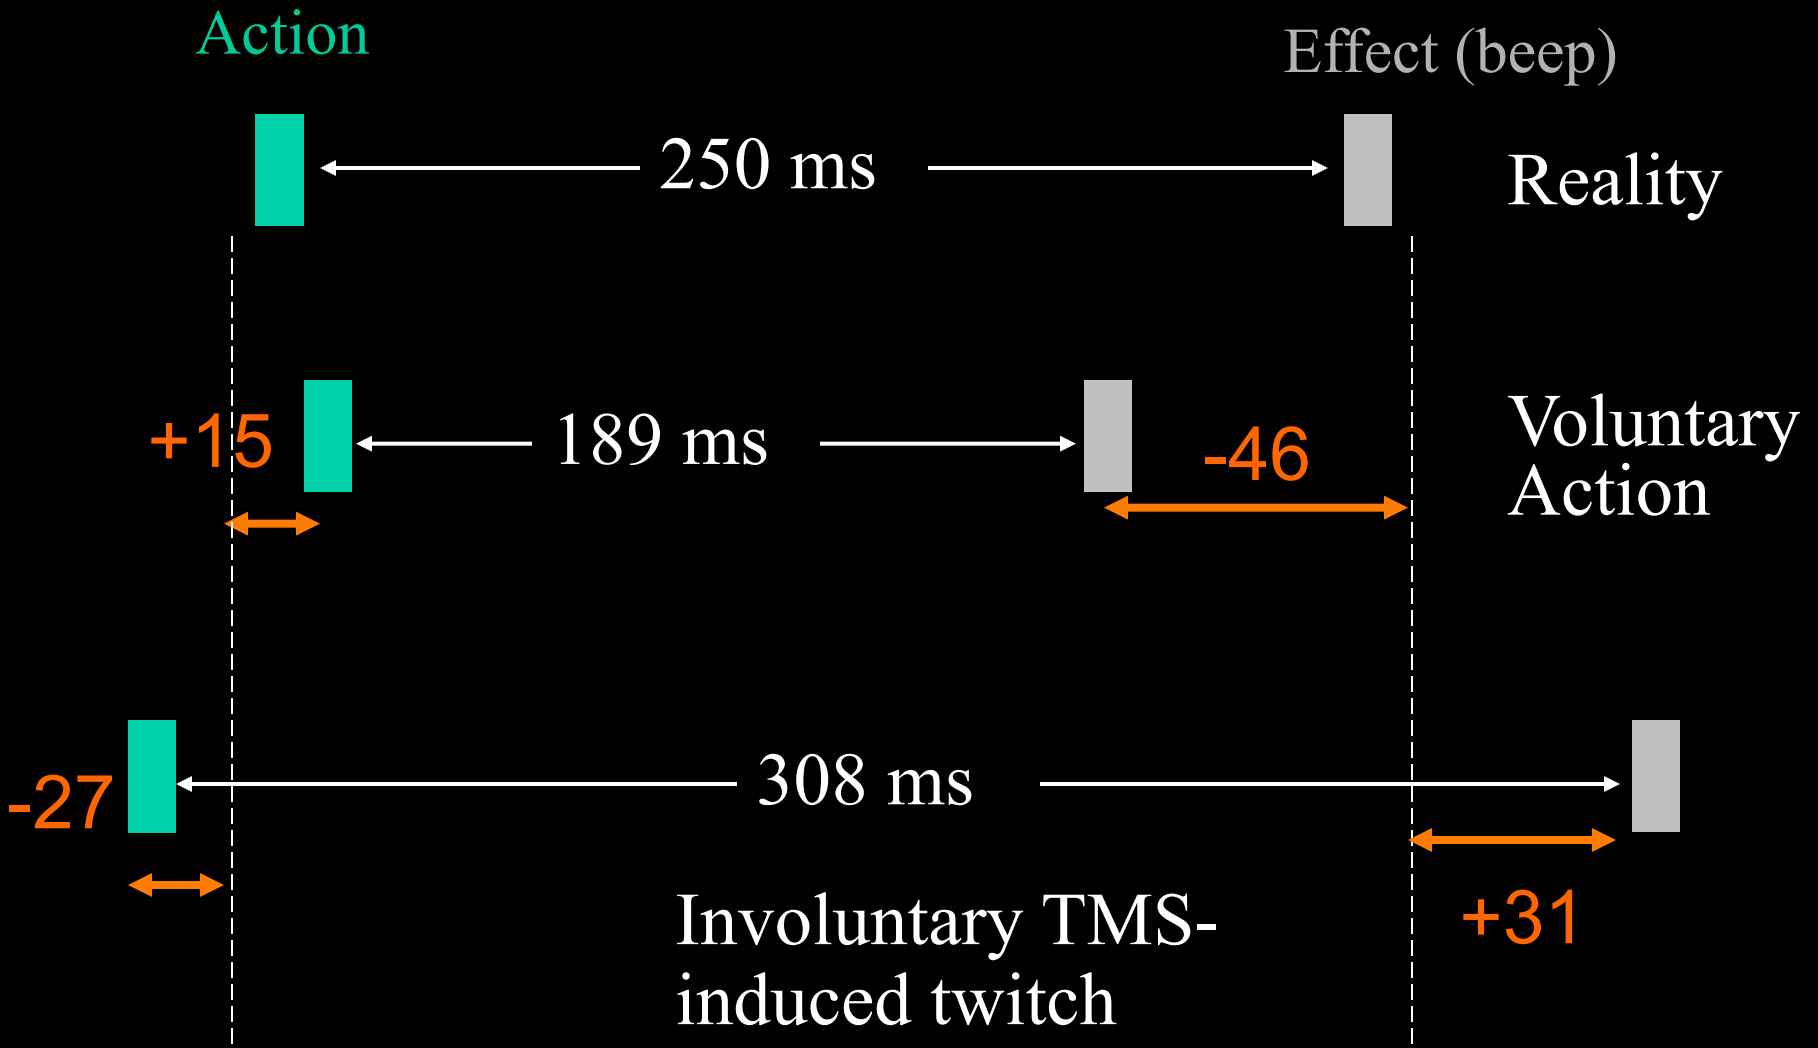 Action
Effect (beep)
250 ms
Reality
+15
189 ms
-46
Voluntary
Action
-27
308 ms
+31
Involuntary TMS-
induced twitch